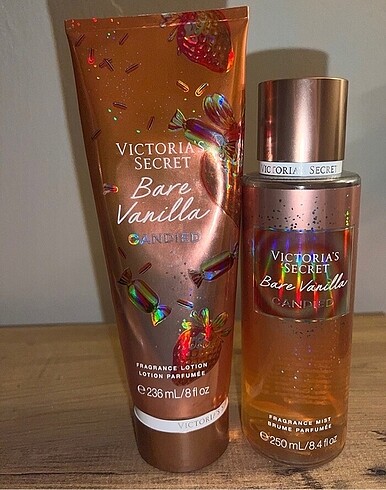 VICTORIA'S
SECRET
Bare
Vanilla
CANDIED
FRAGRANCE LOTION
LOTION PARFUMÉE
℮ 236 mL/8 fl oz
VICTORIA'S
VICTORIA'S SECRET
VICTORIA'S
SECRET
Bare Vanilla
CANDIED
FRAGRANCE MIST
BRUME PARFUMÉE
℮ 250 mL/8.4 fl oz